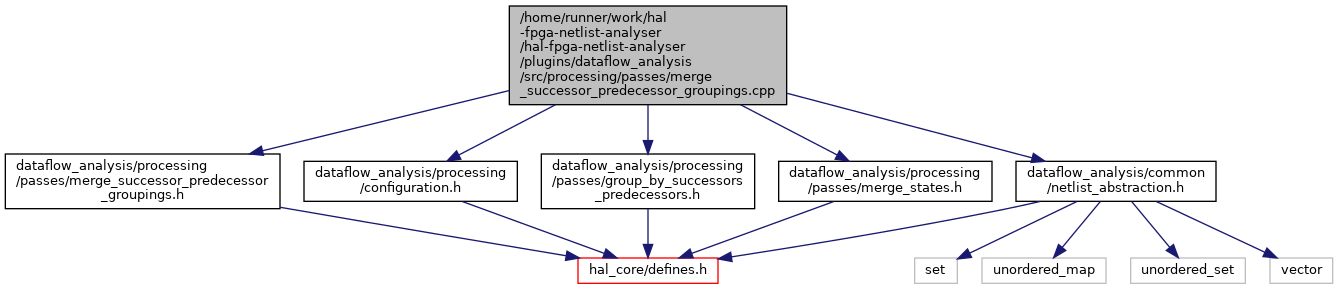 /home/runner/work/hal
-fpga-netlist-analyser
/hal-fpga-netlist-analyser
/plugins/dataflow_analysis
/src/processing/passes/merge
_successor_predecessor_groupings.cpp
dataflow_analysis/processing
/passes/merge_successor_predecessor
_groupings.h
dataflow_analysis/processing
/configuration.h
dataflow_analysis/processing
/passes/group_by_successors
_predecessors.h
dataflow_analysis/processing
/passes/merge_states.h
dataflow_analysis/common
/netlist_abstraction.h
hal_core/defines.h
set
unordered_map
unordered_set
vector